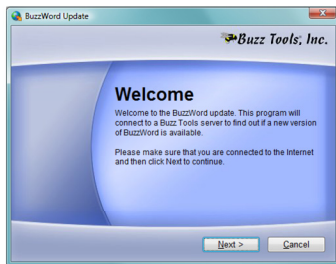 BuzzWord Update
Buzz Tools, Inc.
Welcome
Welcome to the BuzzWord update. This program will
connect to a Buzz Tools server to find out if a new version
of BuzzWord is available.
Please make sure that you are connected to the Internet
and then click Next to continue.
Next > Cancel